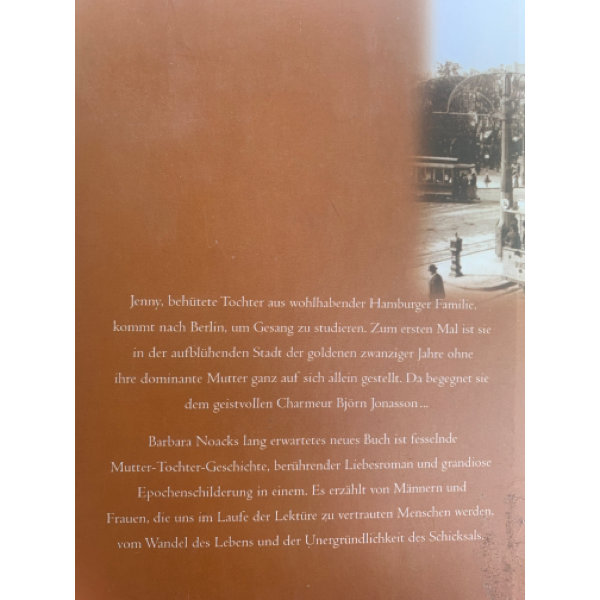 Jenny, behütete Tochter aus wohlhabender Hamburger Familie,
kommt nach Berlin, um Gesang zu studieren. Zum ersten Mal ist sie
in der aufblühenden Stadt der goldenen zwanziger Jahre ohne
ihre dominante Mutter ganz auf sich allein gestellt. Da begegnet sie
dem geistvollen Charmeur Björn Jonasson ...
Barbara Noacks lang erwartetes neues Buch ist fesselnde
Mutter-Tochter-Geschichte, berührender Liebesroman und grandiose
Epochenschilderung in einem. Es erzählt von Männern und
Frauen, die uns im Laufe der Lektüre zu vertrauten Menschen werden,
vom Wandel des Lebens und der Unergründlichkeit des Schicksals.